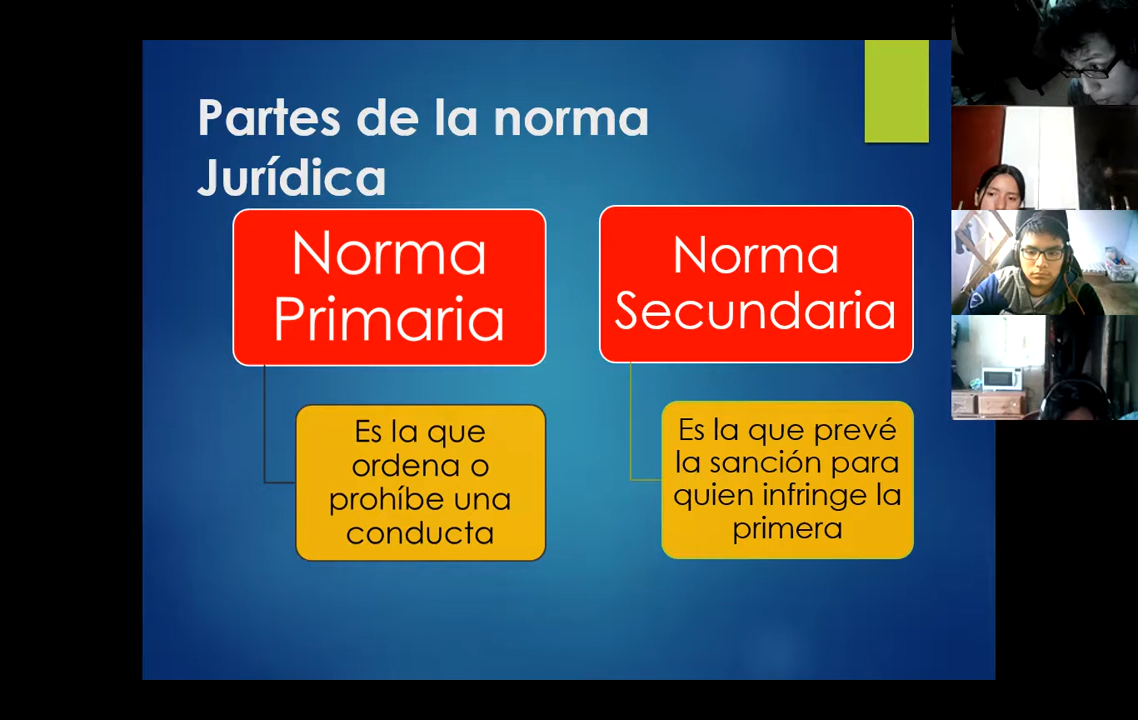 Partes de la norma
Jurídica
Norma
Primaria
Es la que
ordena o
prohíbe una
conducta
Norma
Secundaria
Es la que prevé
la sanción para
quien infringe la
primera